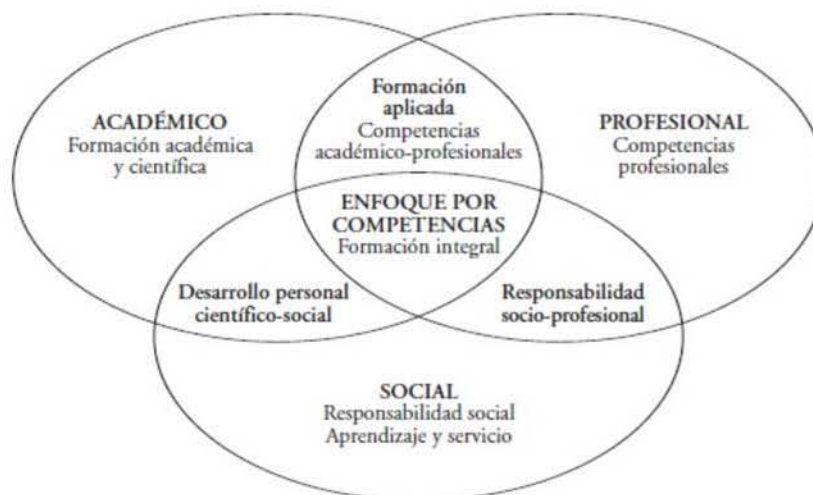 Formación
aplicada
Competencias
académico-profesionales
ACADÉMICO
Formación académica
y científica
PROFESIONAL
Competencias
profesionales
ENFOQUE POR
COMPETENCIAS
Formación integral
Desarrollo personal
científico-social
Responsabilidad
socio-profesional
SOCIAL
Responsabilidad social
Aprendizaje y servicio